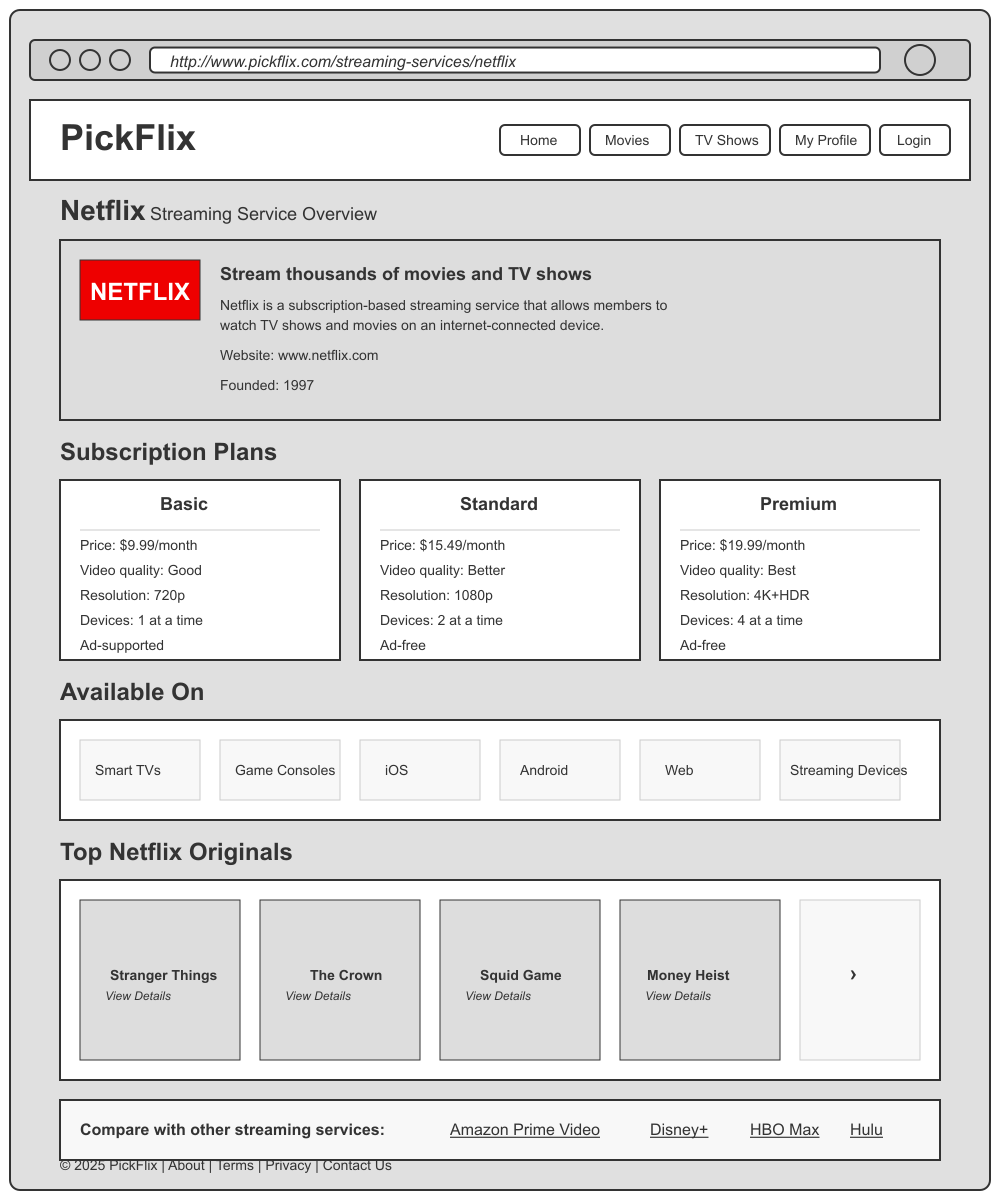 http://www.pickflix.com/streaming-services/netflix
PickFlix
Home
Movies
TV Shows
My Profile
Login
Netflix Streaming Service Overview
NETFLIX
Stream thousands of movies and TV shows
Netflix is a subscription-based streaming service that allows members to
watch TV shows and movies on an internet-connected device.
Website: www.netflix.com
Founded: 1997
Subscription Plans
Basic
Price: $9.99/month
Video quality: Good
Resolution: 720p
Devices: 1 at a time
Ad-supported
Standard
Price: $15.49/month
Video quality: Better
Resolution: 1080p
Devices: 2 at a time
Ad-free
Premium
Price: $19.99/month
Video quality: Best
Resolution: 4K+HDR
Devices: 4 at a time
Ad-free
Available On
Smart TVs
Game Consoles
iOS
Android
Web
Streaming Devices
Top Netflix Originals
Stranger Things
View Details
The Crown
View Details
Squid Game
View Details
Money Heist
View Details
›
Compare with other streaming services:
Amazon Prime Video
Disney+
HBO Max
Hulu
© 2025 PickFlix | About | Terms | Privacy | Contact Us